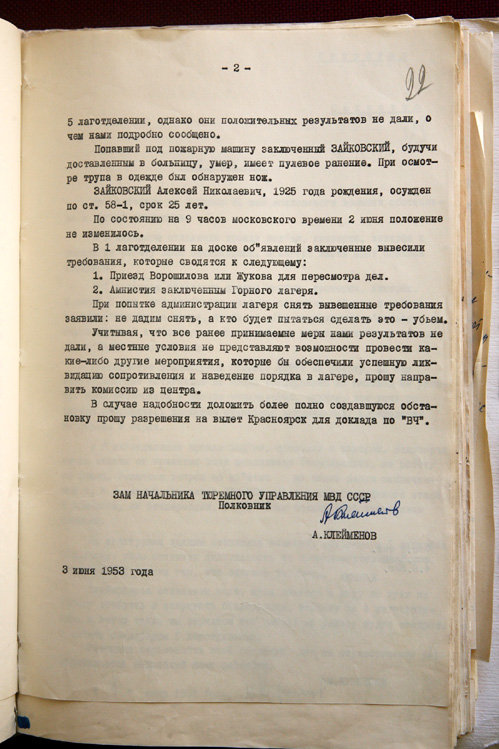 - 2 -
22
5 лаготделении, однако они положительных результатов не дали, о
чем нами подробно сообщено.
Попавший под пожарную машину заключенный ЗАЙКОВСКИЙ, будучи
доставленным в больницу, умер, имеет пулевое ранение. При осмот-
ре трупа в одежде был обнаружен нож.
ЗАЙКОВСКИЙ Алексей Николаевич, 1925 года рождения, осужден
по ст. 58-1, срок 25 лет.
По состоянию на 9 часов московского времени 2 июня положение
не изменилось.
В 1 лаготделении на доске об"явлений заключенные вывесили
требования, которые сводятся к следующему:
1. Приезд Ворошилова или Жукова для пересмотра дел.
2. Амнистия заключенным Горного лагеря.
При попытке администрации лагеря снять вывешенные требования
заявили: не дадим снять, а кто будет пытаться сделать это - убьем.
Учитывая, что все ранее принимаемые меры нами результатов не
дали, а местные условия не представляют возможности провести ка-
кие-либо другие мероприятия, которые бы обеспечили успешную лик-
видацию сопротивления и наведение порядка в лагере, прошу напра-
вить комиссию из центра.
В случае надобности доложить более полно создавшуюся обста-
новку прошу разрешения на вылет Красноярск для доклада по "ВЧ".
ЗАМ НАЧАЛЬНИКА ТЮРЕМНОГО УПРАВЛЕНИЯ МВД СССР
Полковник
А.КЛЕЙМЕНОВ
3 июня 1953 года